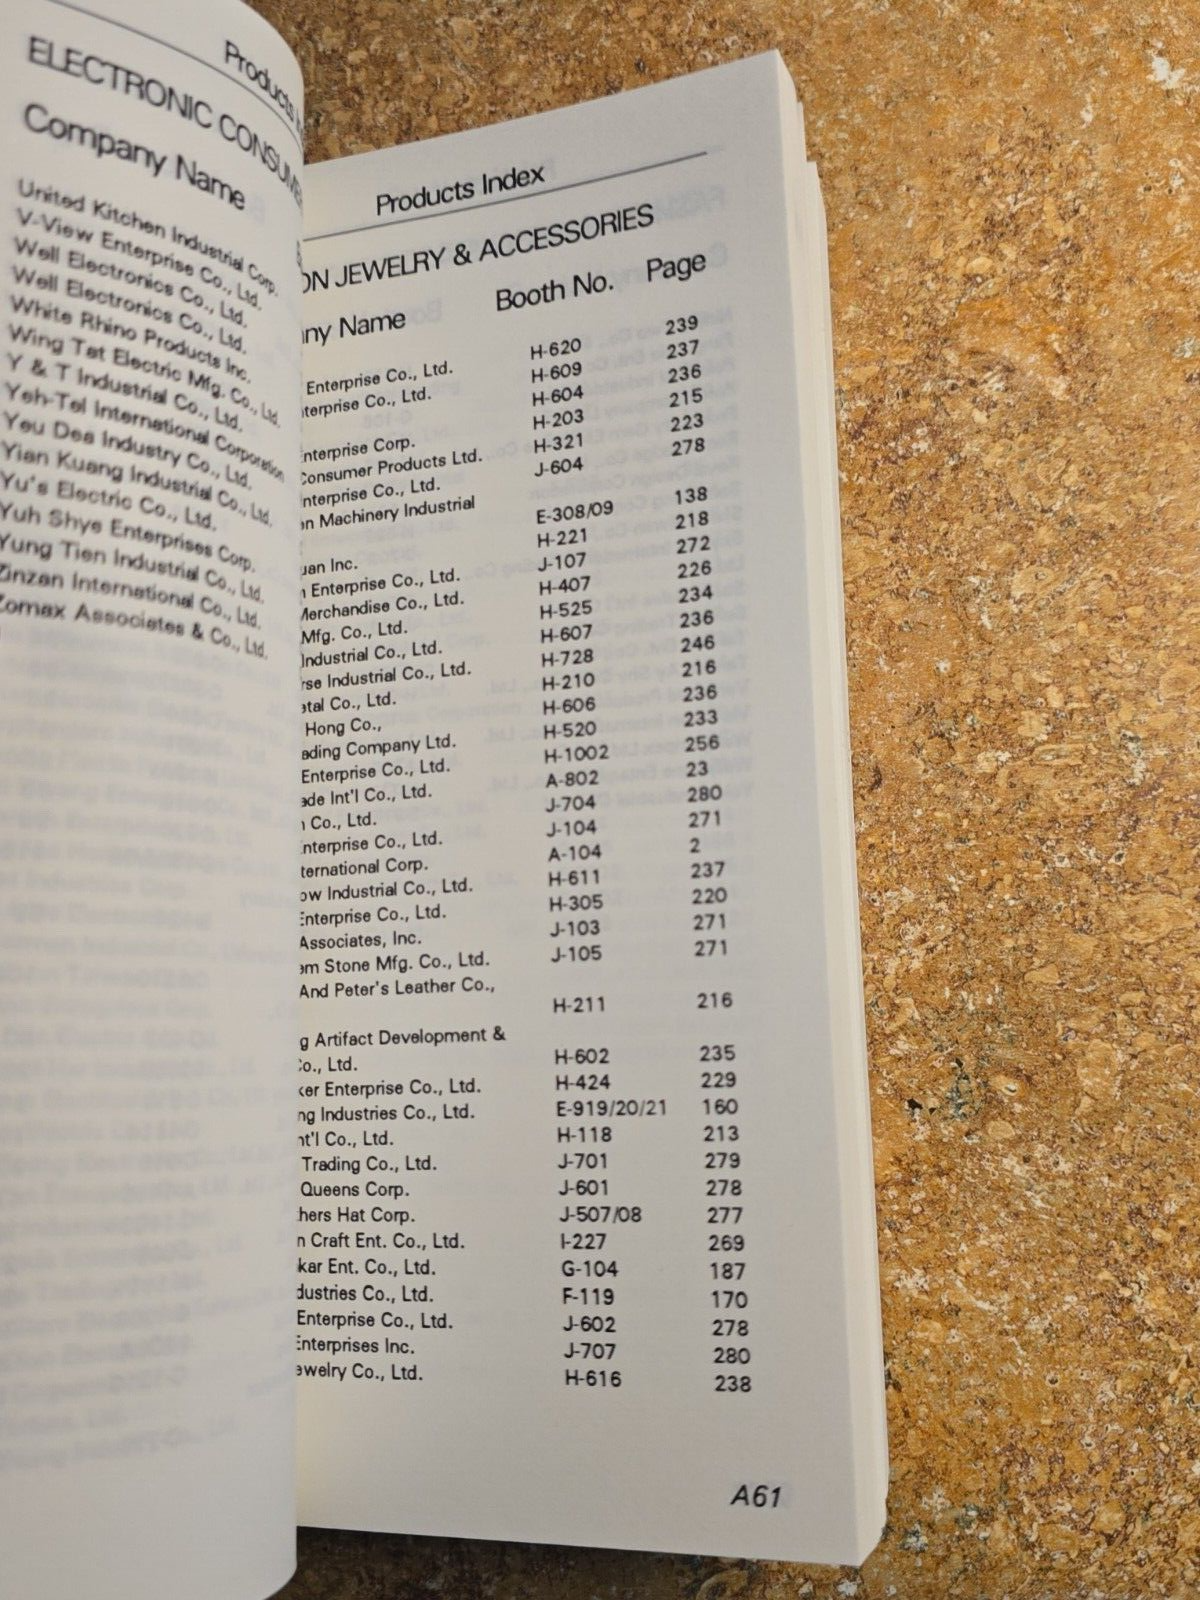 Products
ELECTRONIC CONSUME
Company Name
United Kitchen Industrial Corp.
V-View Enterprise Co., Ltd.
Well Electronics Co., Ltd.
Well Electronics Co., Ltd.
White Rhino Products Inc.
Wing Tat Electric Mfg. Co., Ltd.
Y & T Industrial Co., Ltd.
Yeh-Tel International Corporation
You Dea Industry Co., Ltd.
Yian Kuang Industrial Co., Ltd.
Yu's Electric Co., Ltd.
Yuh Shye Enterprises Corp.
Yung Tien Industrial Co., Ltd.
Zinzan International Co., Ltd.
Zomax Associates & Co., Ltd.
Products Index
ON JEWELRY & ACCESSORIES
ny Name Booth No. Page
Enterprise Co., Ltd. H-620 239
terprise Co., Ltd. H-609 237
H-604 236
Enterprise Corp. H-203 215
Consumer Products Ltd. H-321 223
nterprise Co., Ltd. J-604 278
en Machinery Industrial
E-308/09 138
uan Inc. H-221 218
Enterprise Co., Ltd. J-107 272
Merchandise Co., Ltd. H-407 226
Mfg. Co., Ltd. H-525 234
Industrial Co., Ltd. H-607 236
rse Industrial Co., Ltd. H-728 246
etal Co., Ltd. H-210 216
Hong Co., H-606 236
ading Company Ltd. H-520 233
Enterprise Co., Ltd. H-1002 256
ade Int'l Co., Ltd. A-802 23
Co., Ltd. J-704 280
nterprise Co., Ltd. J-104 271
ternational Corp. A-104 2
ow Industrial Co., Ltd. H-611 237
Enterprise Co., Ltd. H-305 220
Associates, Inc. J-103 271
em Stone Mfg. Co., Ltd. J-105 271
And Peter's Leather Co.,
H-211 216
g Artifact Development &
Co., Ltd. H-602 235
ker Enterprise Co., Ltd. H-424 229
ng Industries Co., Ltd. E-919/20/21 160
nt'l Co., Ltd. H-118 213
Trading Co., Ltd. J-701 279
Queens Corp. J-601 278
hers Hat Corp. J-507/08 277
n Craft Ent. Co., Ltd. I-227 269
kar Ent. Co., Ltd. G-104 187
dustries Co., Ltd. F-119 170
Enterprise Co., Ltd. J-602 278
Enterprises Inc. J-707 280
ewelry Co., Ltd. H-616 238
A61